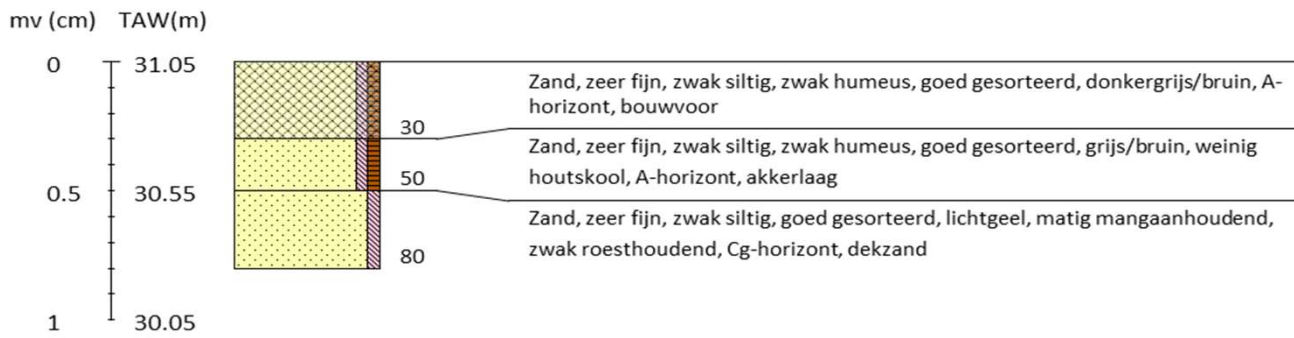 mv (cm) TAW(m)
0 31.05
Zand, zeer fijn, zwak siltig, zwak humeus, goed gesorteerd, donkergrijs/bruin, A-
horizont, bouwvoor
30
Zand, zeer fijn, zwak siltig, zwak humeus, goed gesorteerd, grijs/bruin, weinig
houtskool, A-horizont, akkerlaag
50
0.5 30.55
Zand, zeer fijn, zwak siltig, goed gesorteerd, lichtgeel, matig mangaanhoudend,
zwak roesthoudend, Cg-horizont, dekzand
80
1 30.05